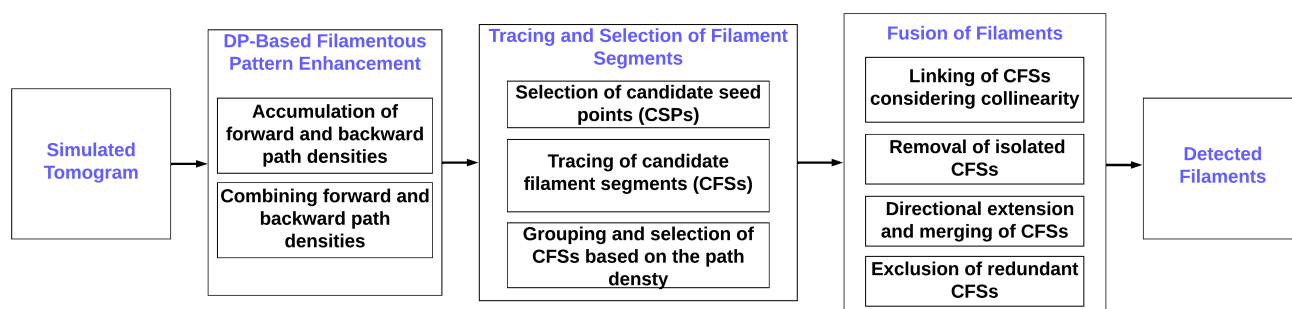 Simulated
Tomogram
DP-Based Filamentous
Pattern Enhancement
Accumulation of
forward and backward
path densities
Combining forward and
backward path
densities
Tracing and Selection of Filament
Segments
Selection of candidate seed
points (CSPs)
Tracing of candidate
filament segments (CFSs)
Grouping and selection of
CFSs based on the path
densty
Fusion of Filaments
Linking of CFSs
considering collinearity
Removal of isolated
CFSs
Directional extension
and merging of CFSs
Exclusion of redundant
CFSs
Detected
Filaments